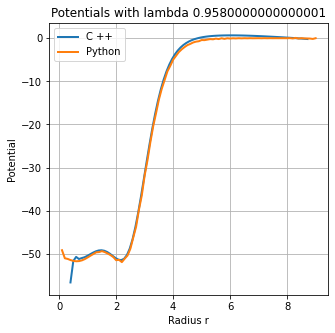 Potentials with lambda 0.9580000000000001
C ++
Python
0
−10
−20
−30
−40
−50
Potential
0 2 4 6 8
Radius r